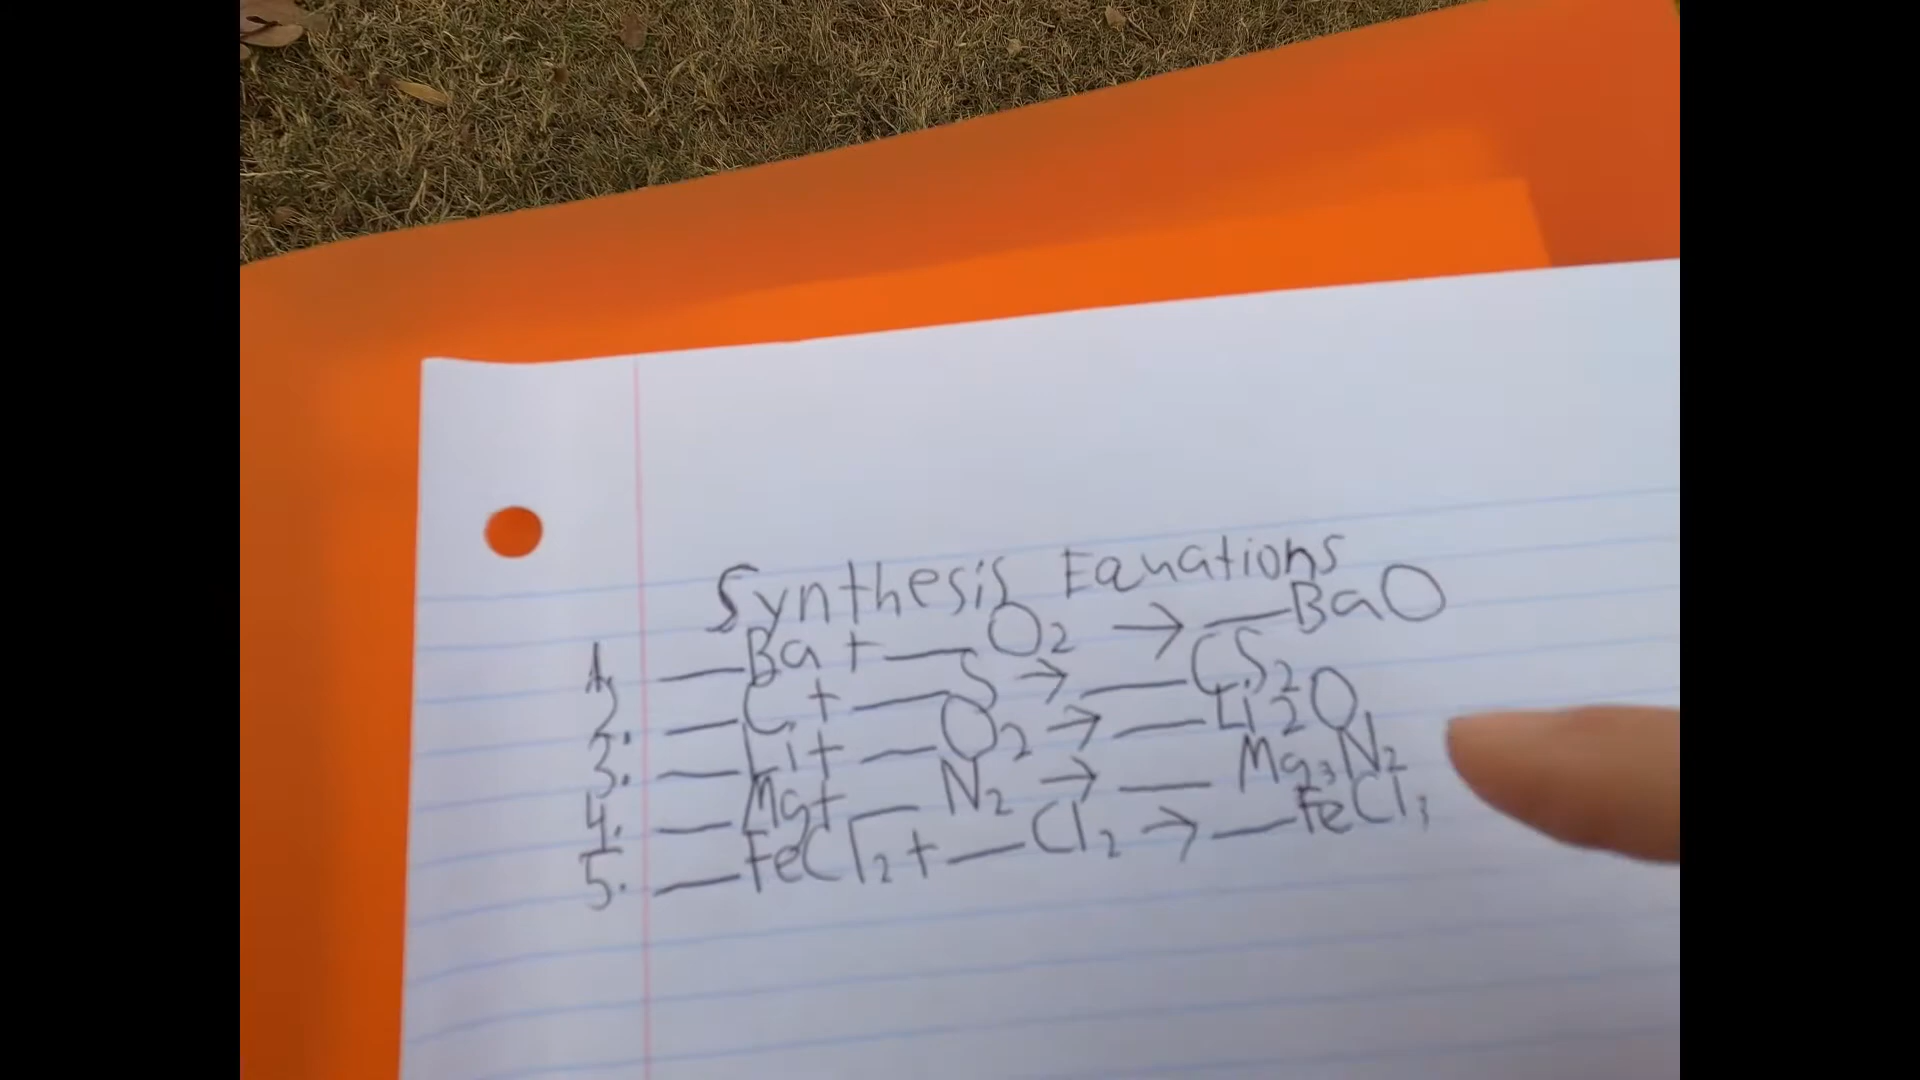 Synthesis Equations
1. __Ba + __O2 → __BaO
2. __C + __S → __CS2
3. __Li + __O2 → __Li2O
4. __Mg + __N2 → __Mg3N2
5. __FeCl2 + __Cl2 → __FeCl3